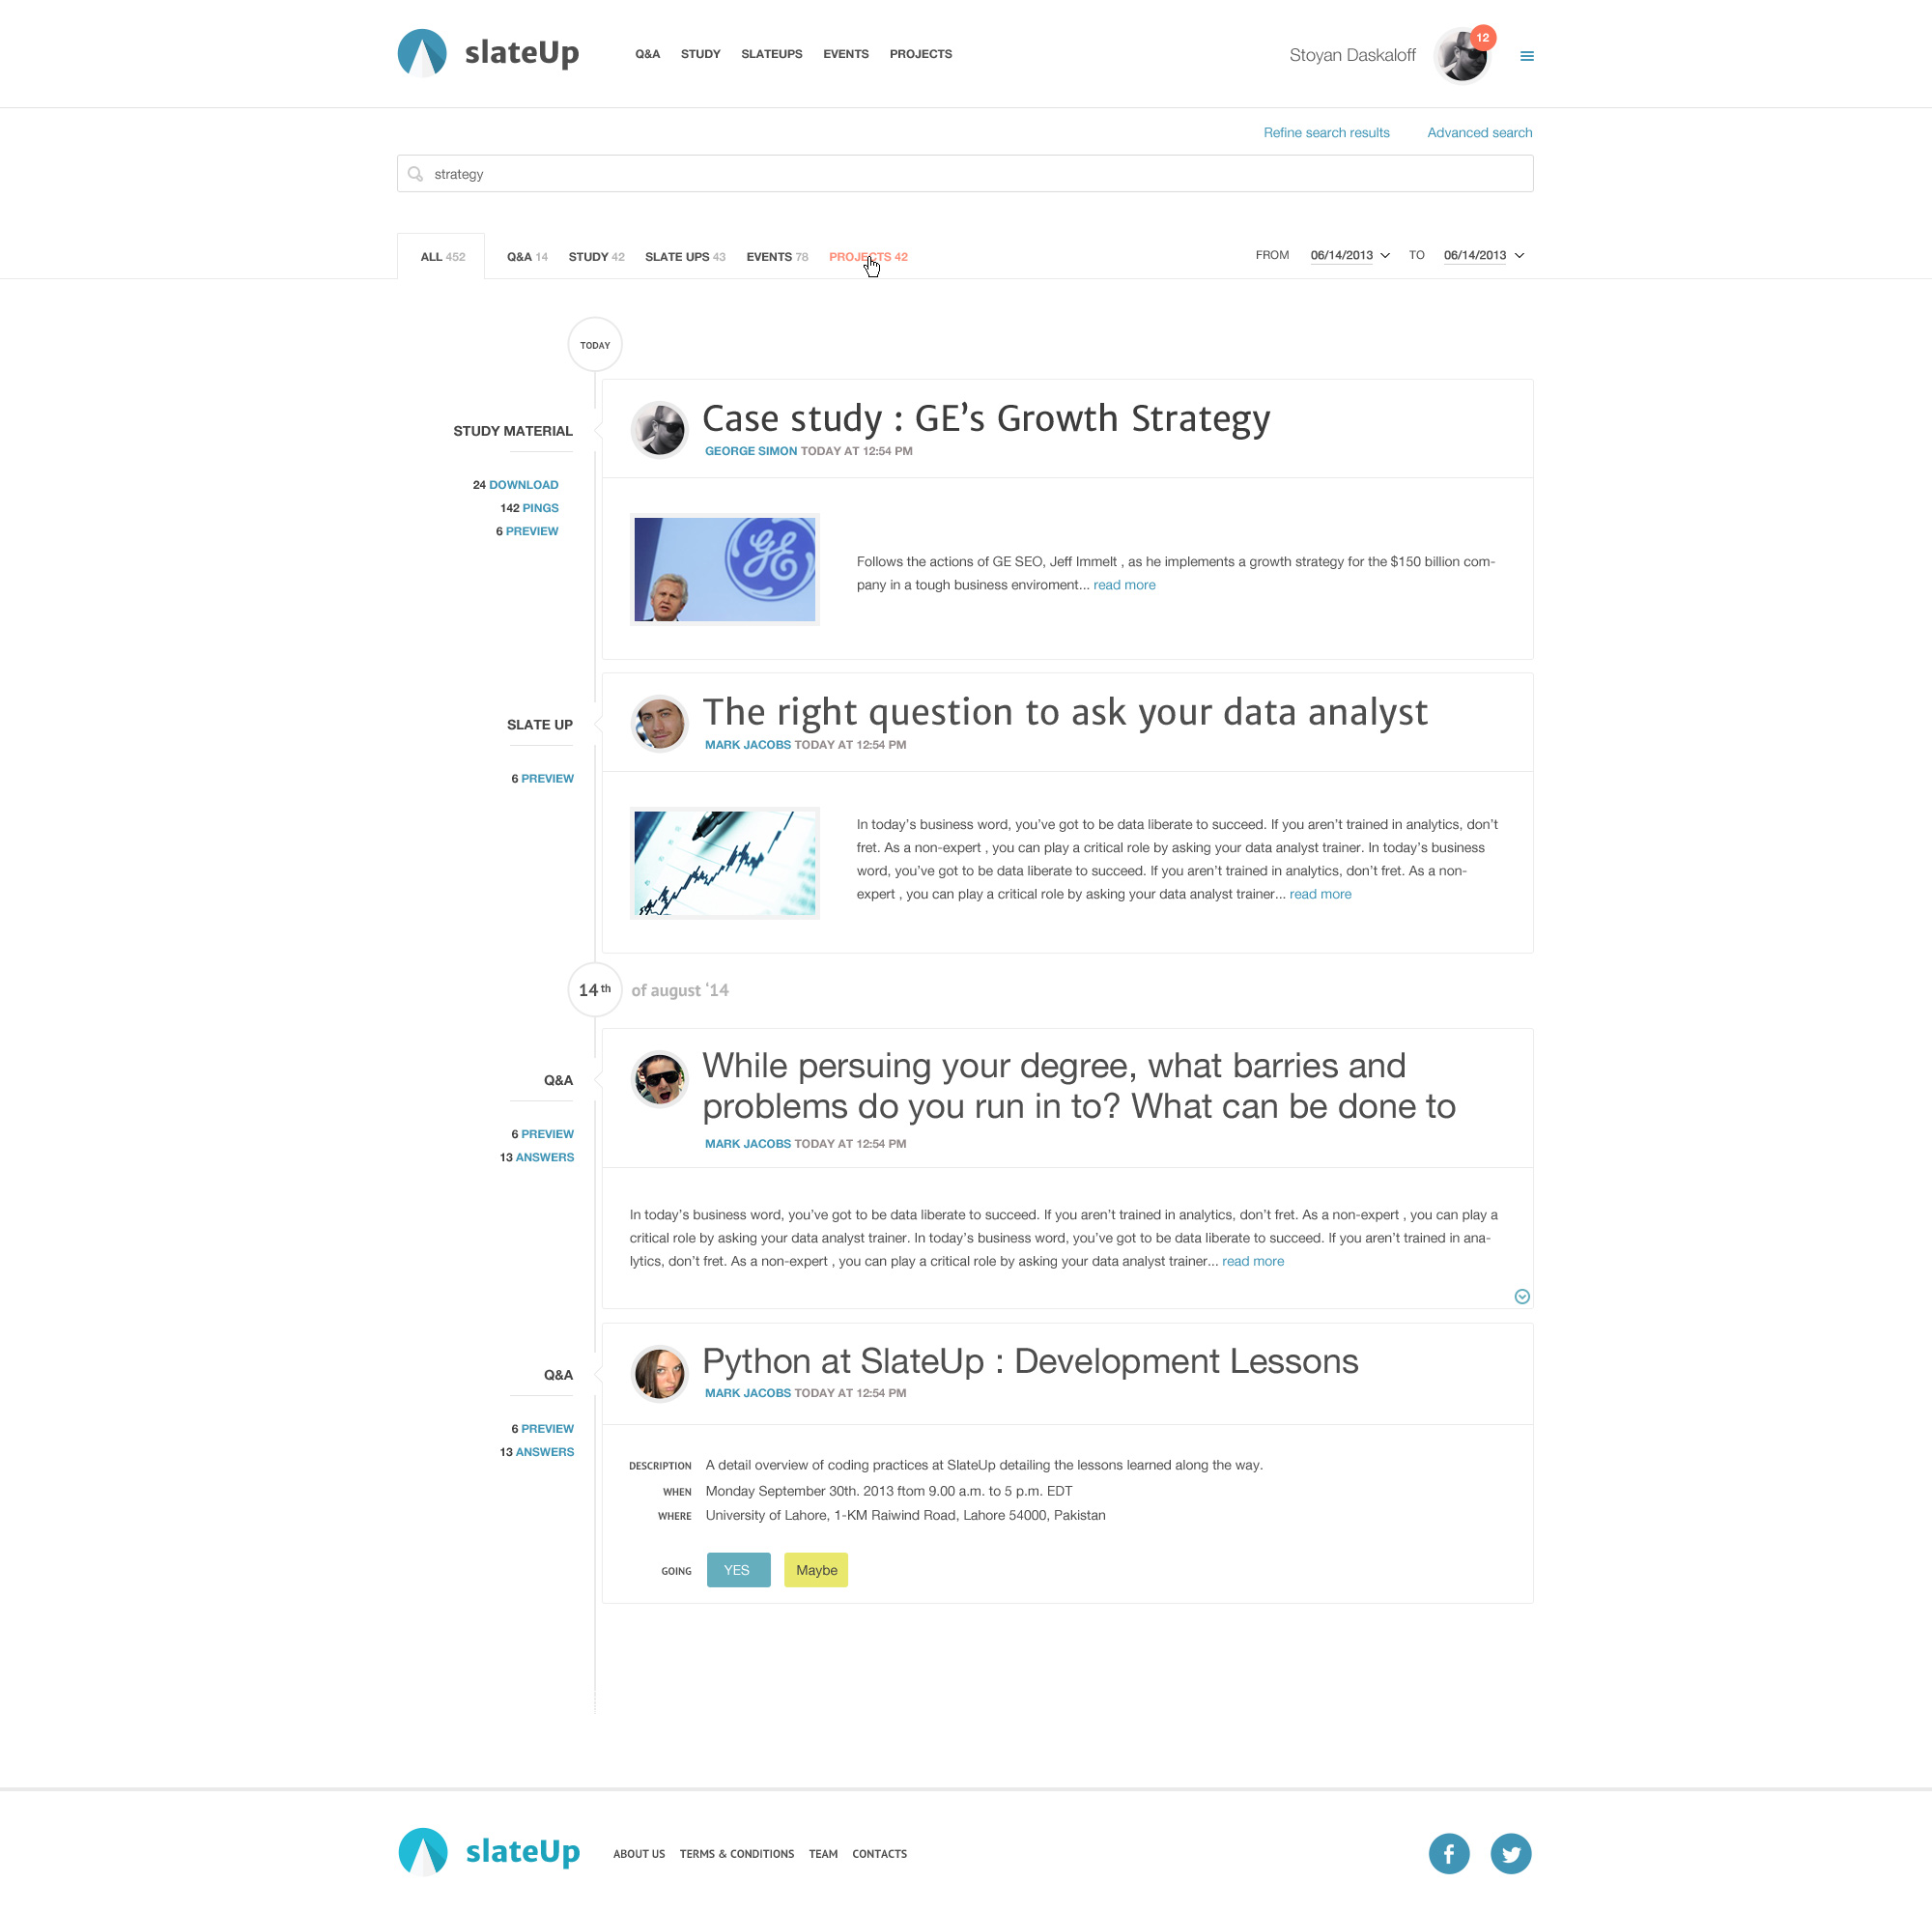 slateUp
Q&A STUDY SLATEUPS EVENTS PROJECTS
Stoyan Daskaloff
12
Refine search results Advanced search
strategy
ALL 452 Q&A 14 STUDY 42 SLATE UPS 43 EVENTS 78 PROJECTS 42
FROM 06/14/2013 TO 06/14/2013
TODAY
STUDY MATERIAL
24 DOWNLOAD
142 PINGS
6 PREVIEW
Case study : GE’s Growth Strategy
GEORGE SIMON TODAY AT 12:54 PM
GE
Follows the actions of GE SEO, Jeff Immelt , as he implements a growth strategy for the $150 billion com-
pany in a tough business enviroment... read more
SLATE UP
6 PREVIEW
The right question to ask your data analyst
MARK JACOBS TODAY AT 12:54 PM
In today’s business word, you’ve got to be data liberate to succeed. If you aren’t trained in analytics, don’t
fret. As a non-expert , you can play a critical role by asking your data analyst trainer. In today’s business
word, you’ve got to be data liberate to succeed. If you aren’t trained in analytics, don’t fret. As a non-
expert , you can play a critical role by asking your data analyst trainer... read more
14th of august ‘14
Q&A
6 PREVIEW
13 ANSWERS
While persuing your degree, what barries and
problems do you run in to? What can be done to
MARK JACOBS TODAY AT 12:54 PM
In today’s business word, you’ve got to be data liberate to succeed. If you aren’t trained in analytics, don’t fret. As a non-expert , you can play a
critical role by asking your data analyst trainer. In today’s business word, you’ve got to be data liberate to succeed. If you aren’t trained in ana-
lytics, don’t fret. As a non-expert , you can play a critical role by asking your data analyst trainer... read more
Q&A
6 PREVIEW
13 ANSWERS
Python at SlateUp : Development Lessons
MARK JACOBS TODAY AT 12:54 PM
DESCRIPTION A detail overview of coding practices at SlateUp detailing the lessons learned along the way.
WHEN Monday September 30th. 2013 ftom 9.00 a.m. to 5 p.m. EDT
WHERE University of Lahore, 1-KM Raiwind Road, Lahore 54000, Pakistan
GOING YES Maybe
slateUp
ABOUT US TERMS & CONDITIONS TEAM CONTACTS